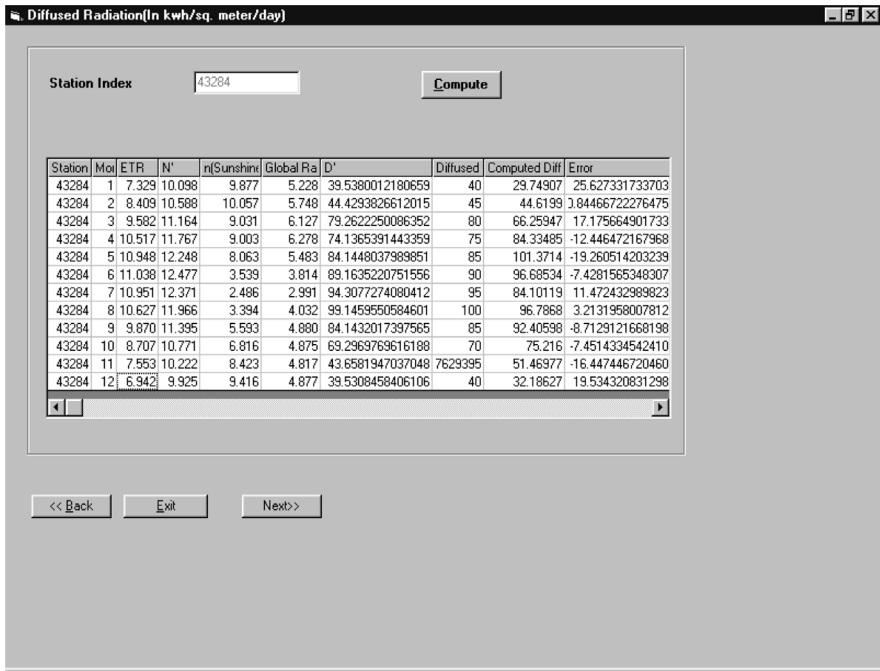 Diffused Radiation(In kwh/sq. meter/day)
Station Index 43284 Compute
Station Mo ETR N' n(Sunshine Global Ra D' Diffused Computed Diff Error
43284 1 7.329 10.098 9.877 5.228 39.5380012180659 40 29.74907 25.627331733703
43284 2 8.409 10.588 10.057 5.748 44.4293826612015 45 44.6199 0.84466722276475
43284 3 9.582 11.164 9.031 6.127 79.2622250086352 80 66.25947 17.175664901733
43284 4 10.517 11.767 9.003 6.278 74.1365391443359 75 84.33485 -12.446472167968
43284 5 10.948 12.248 8.063 5.483 84.1448037989851 85 101.3714 -19.260514203239
43284 6 11.038 12.477 3.539 3.814 89.1635220751556 90 96.68534 -7.4281565348307
43284 7 10.951 12.371 2.486 2.991 94.3077274080412 95 84.10119 11.472432989823
43284 8 10.627 11.966 3.394 4.032 99.1459550584601 100 96.7868 3.2131958007812
43284 9 9.870 11.395 5.593 4.880 84.1432017397565 85 92.40598 -8.7129121668198
43284 10 8.707 10.771 6.816 4.875 69.2969769616188 70 75.216 -7.4514334542410
43284 11 7.553 10.222 8.423 4.817 43.6581947037048 7629395 51.46977 -16.447446720460
43284 12 6.942 9.925 9.416 4.877 39.5308458406106 40 32.18627 19.534320831298
<< Back Exit Next>>